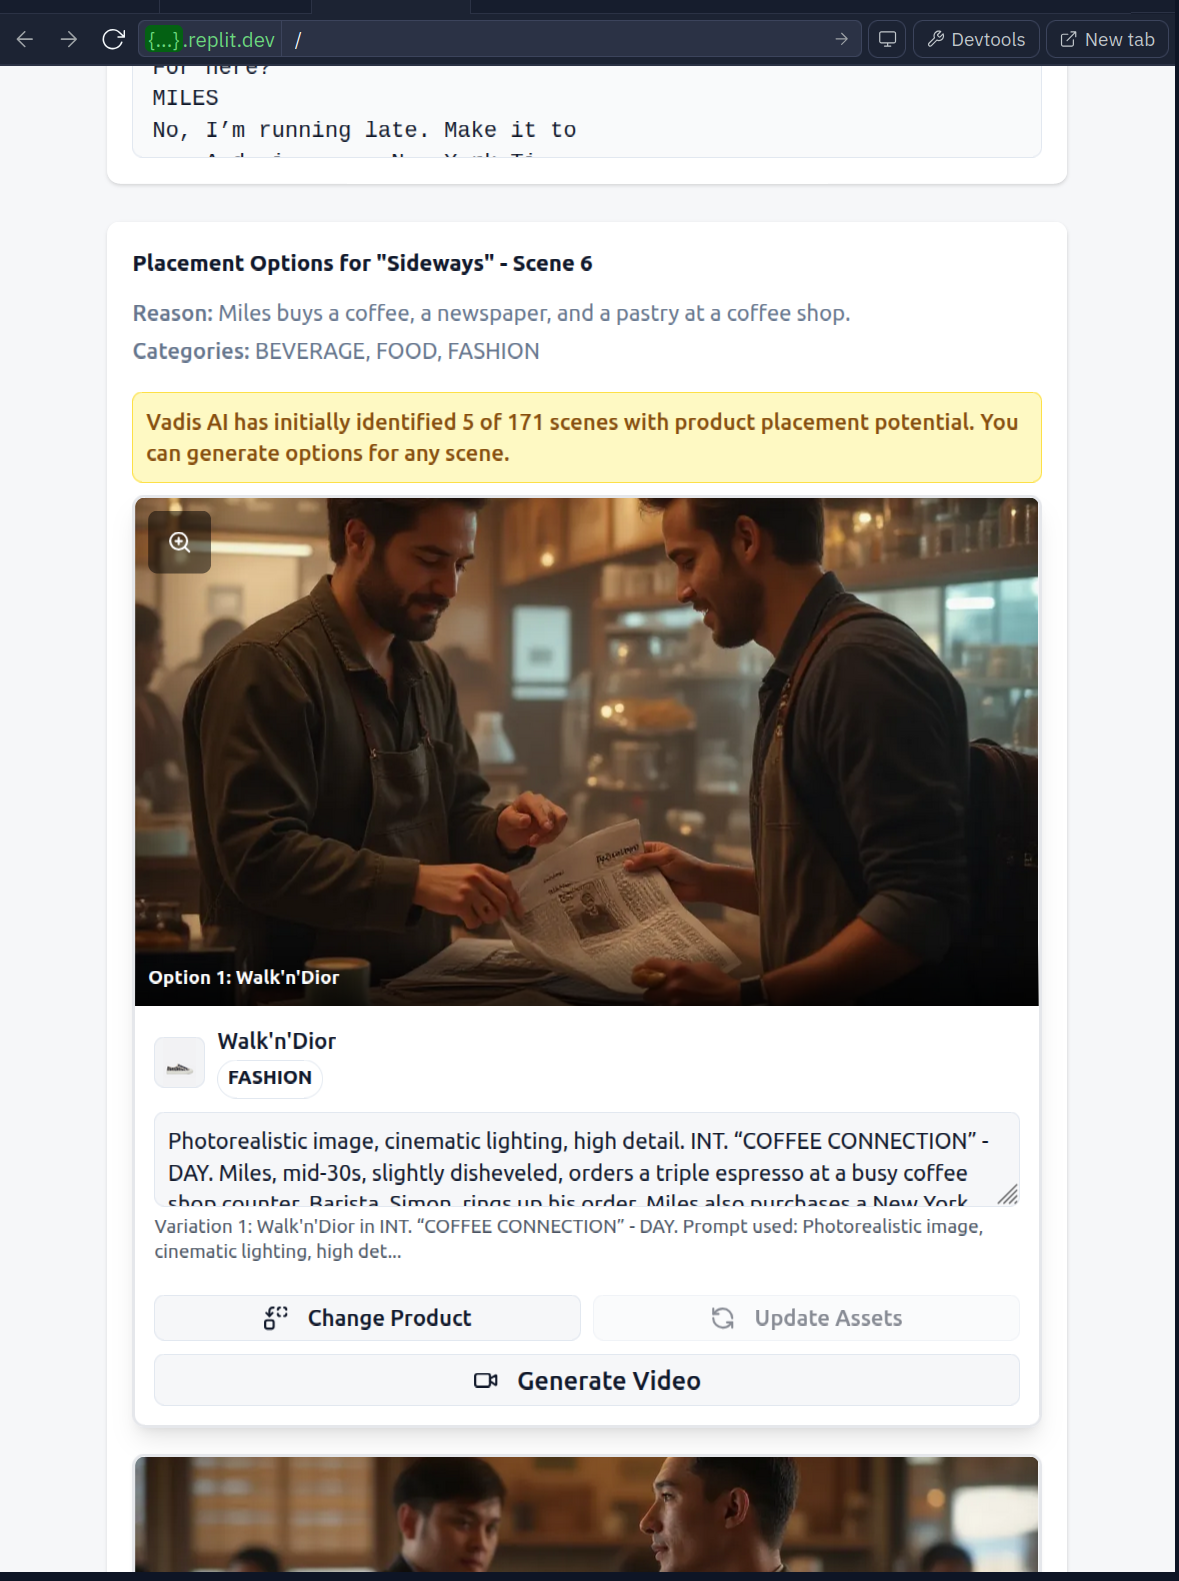 {...}.replit.dev /
Devtools
New tab
For here?
MILES
No, I’m running late. Make it to
Placement Options for "Sideways" - Scene 6
Reason: Miles buys a coffee, a newspaper, and a pastry at a coffee shop.
Categories: BEVERAGE, FOOD, FASHION
Vadis AI has initially identified 5 of 171 scenes with product placement potential. You
can generate options for any scene.
Option 1: Walk'n'Dior
Walk'n'Dior
FASHION
Photorealistic image, cinematic lighting, high detail. INT. “COFFEE CONNECTION” -
DAY. Miles, mid-30s, slightly disheveled, orders a triple espresso at a busy coffee
shop counter. Barista, Simon, rings up his order. Miles also purchases a New York
Variation 1: Walk'n'Dior in INT. “COFFEE CONNECTION” - DAY. Prompt used: Photorealistic image,
cinematic lighting, high det...
Change Product
Update Assets
Generate Video